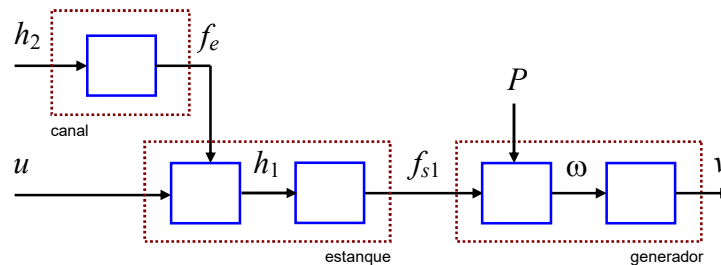 h2
fe
P
canal
u
h1
fs1
ω
v
estanque
generador